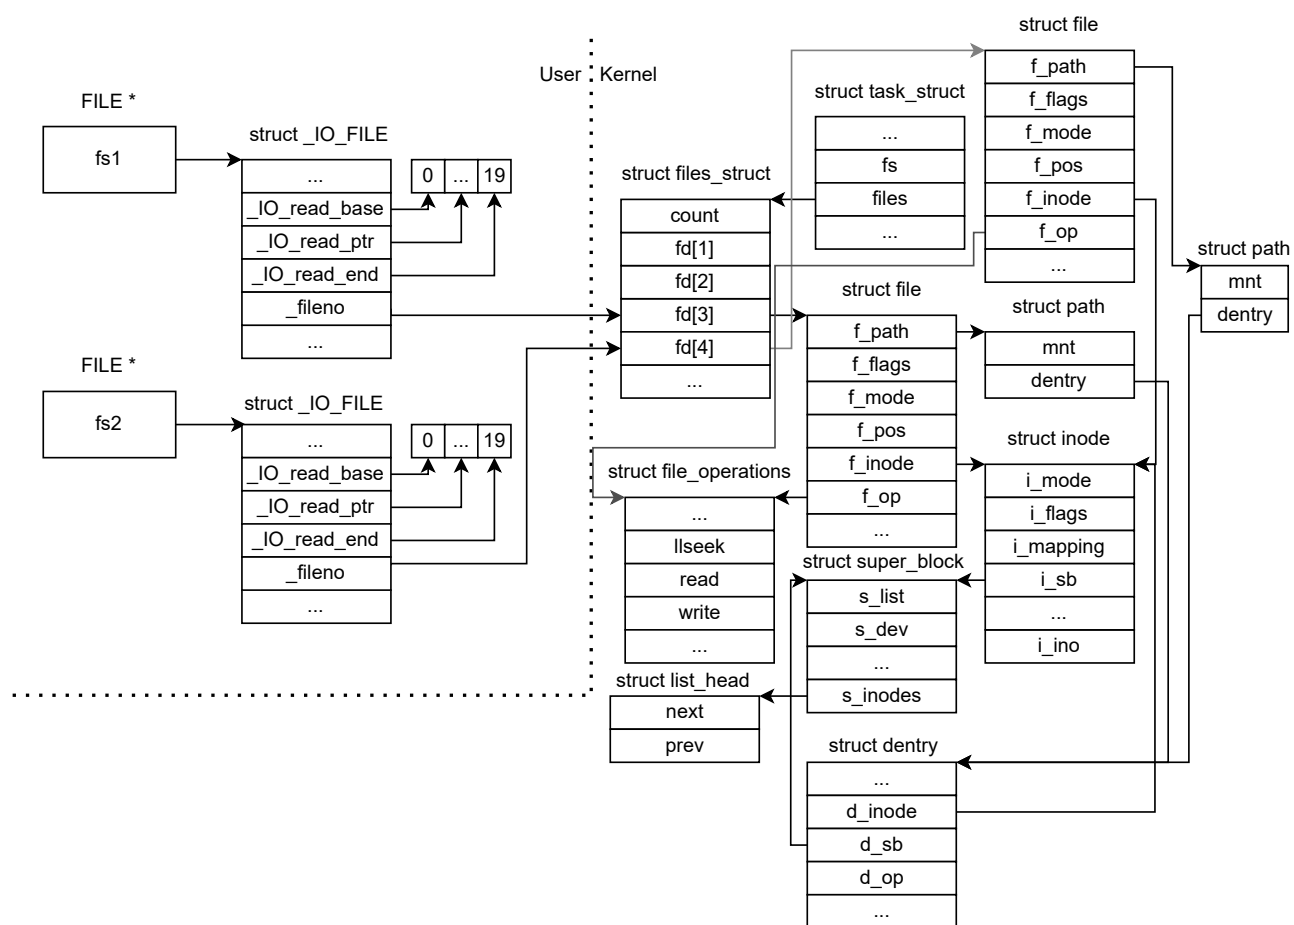 User
Kernel
FILE *
fs1
struct _IO_FILE
...
_IO_read_base
_IO_read_ptr
_IO_read_end
_fileno
...
0 ... 19
FILE *
fs2
struct _IO_FILE
...
_IO_read_base
_IO_read_ptr
_IO_read_end
_fileno
...
0 ... 19
struct files_struct
count
fd[1]
fd[2]
fd[3]
fd[4]
...
struct task_struct
...
fs
files
...
struct file
f_path
f_flags
f_mode
f_pos
f_inode
f_op
...
struct path
mnt
dentry
struct file
f_path
f_flags
f_mode
f_pos
f_inode
f_op
...
struct path
mnt
dentry
struct inode
i_mode
i_flags
i_mapping
i_sb
...
i_ino
struct file_operations
...
llseek
read
write
...
struct super_block
s_list
s_dev
...
s_inodes
struct list_head
next
prev
struct dentry
...
d_inode
d_sb
d_op
...